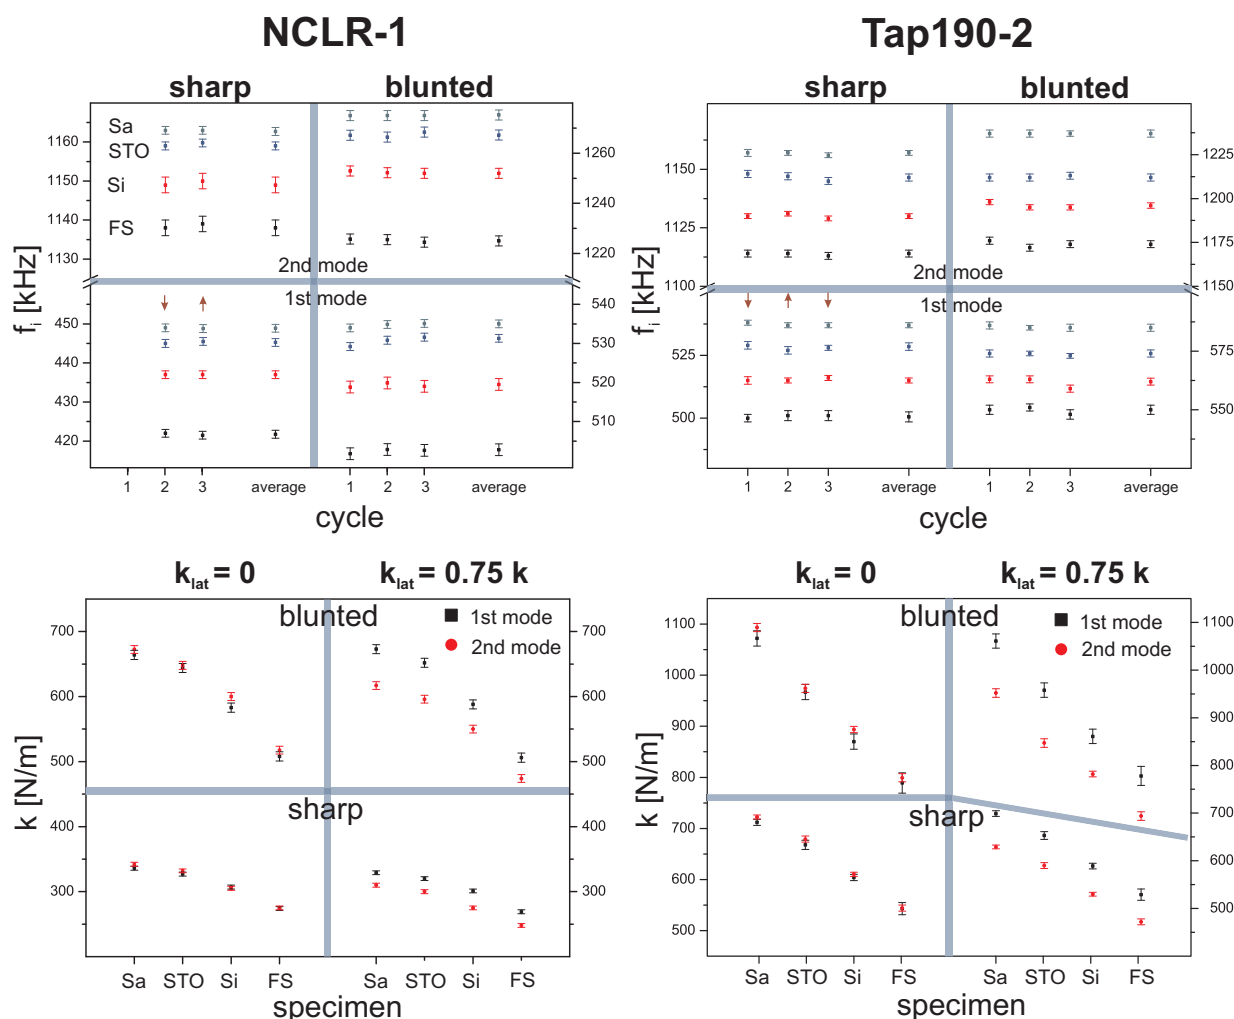 NCLR-1
Tap190-2
sharp
blunted
sharp
blunted
Sa
STO
Si
FS
1160
1150
1140
1130
1260
1240
1220
2nd mode
1st mode
f_i [kHz]
450
440
430
420
540
530
520
510
1
2
3
average
1
2
3
average
cycle
1150
1125
1100
1225
1200
1175
1150
2nd mode
1st mode
f_i [kHz]
525
500
575
550
1
2
3
average
1
2
3
average
cycle
k_lat = 0
k_lat = 0.75 k
k_lat = 0
k_lat = 0.75 k
blunted
1st mode
2nd mode
sharp
k [N/m]
700
600
500
400
300
700
600
500
400
300
Sa
STO
Si
FS
Sa
STO
Si
FS
specimen
blunted
1st mode
2nd mode
sharp
k [N/m]
1100
1000
900
800
700
600
500
1100
1000
900
800
700
600
500
Sa
STO
Si
FS
Sa
STO
Si
FS
specimen